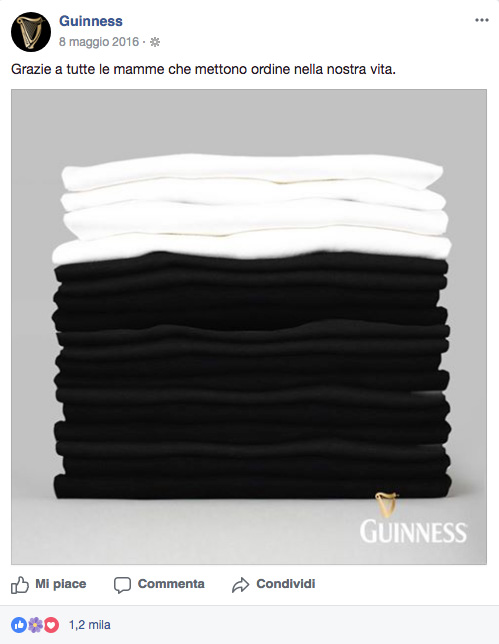 Guinness
8 maggio 2016
Grazie a tutte le mamme che mettono ordine nella nostra vita.
GUINNESS
Mi piace Commenta Condividi
1,2 mila